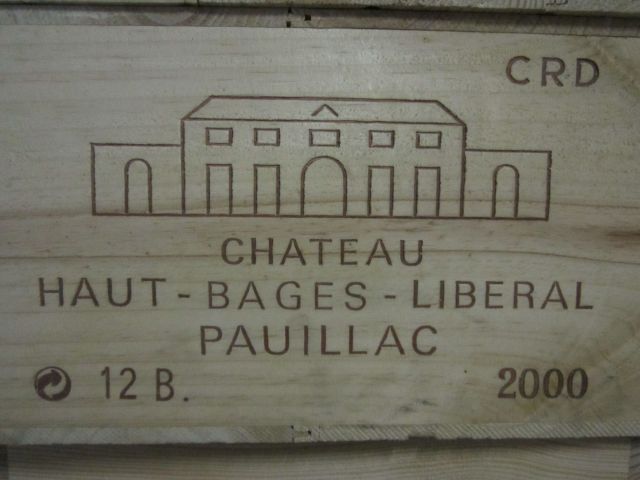 CRD
CHATEAU
HAUT-BAGES-LIBERAL
PAUILLAC
12 B. 2000